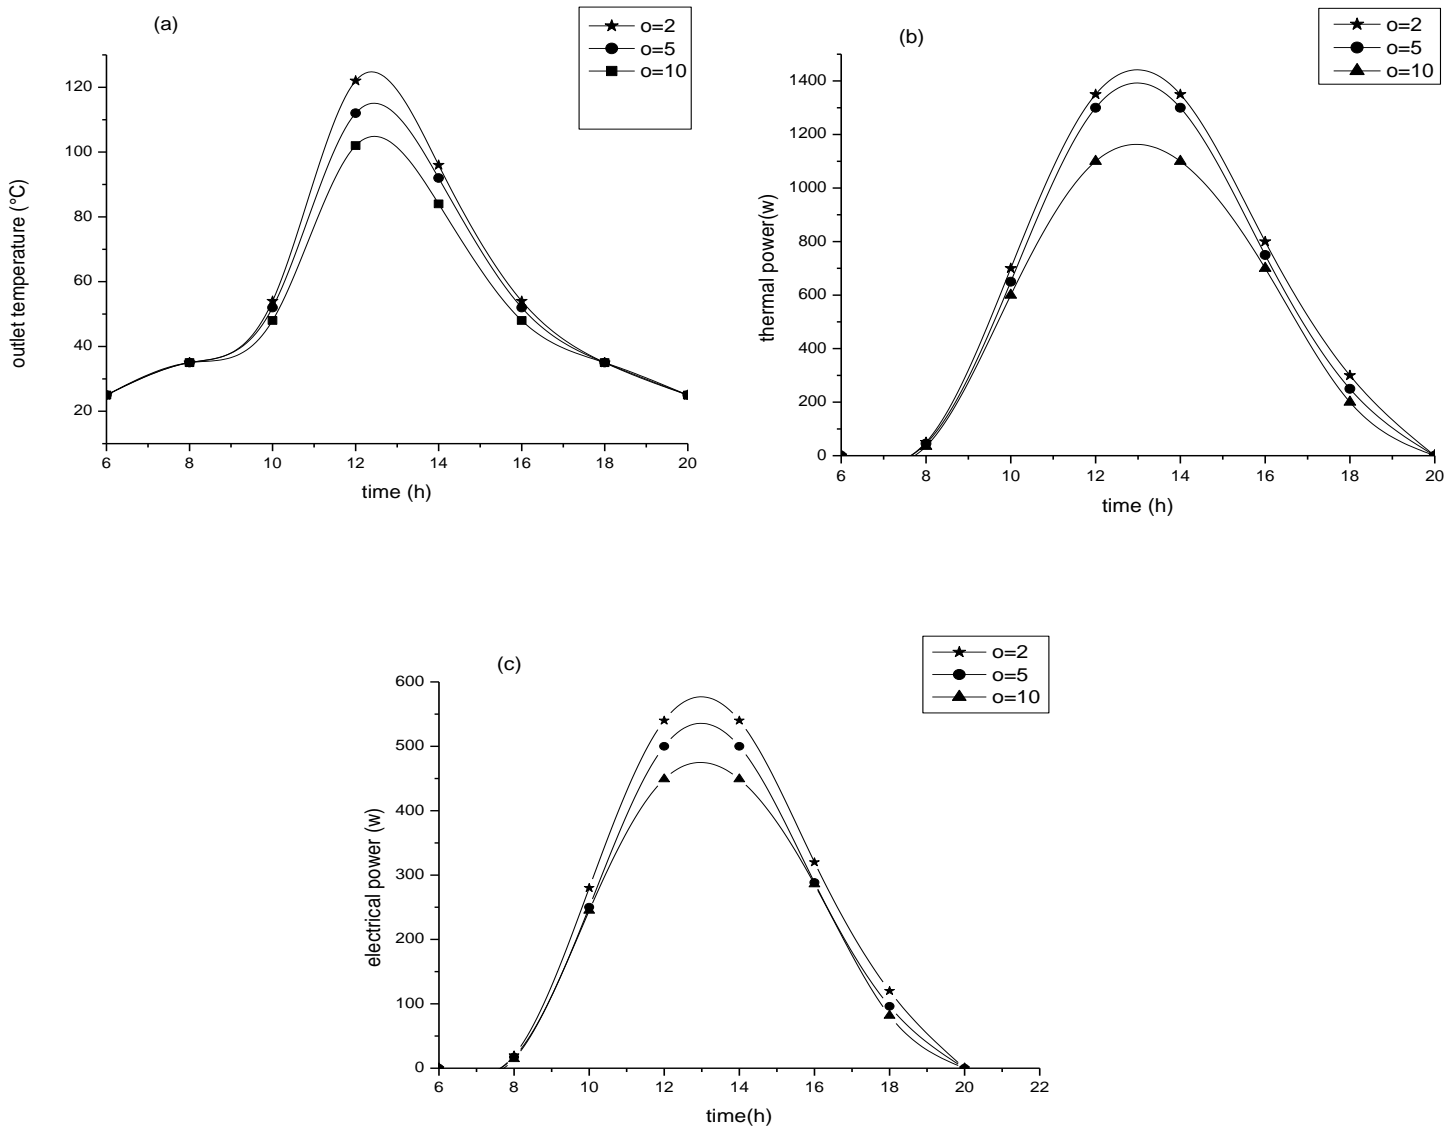 (a)
o=2
o=5
o=10
120
100
80
60
40
20
outlet temperature (°C)
6 8 10 12 14 16 18 20
time (h)
(b)
o=2
o=5
o=10
1400
1200
1000
800
600
400
200
0
thermal power(w)
6 8 10 12 14 16 18 20
time (h)
(c)
o=2
o=5
o=10
600
500
400
300
200
100
0
electrical power (w)
6 8 10 12 14 16 18 20 22
time(h)